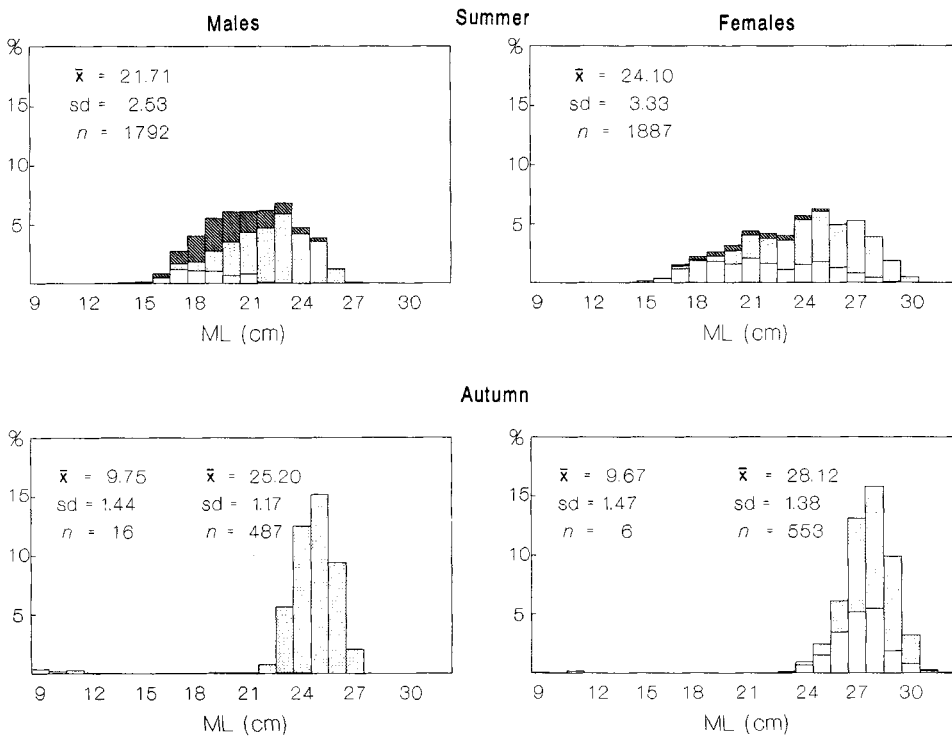 Summer
Males
Females
%
15
10
5
x̄ = 21.71
sd = 2.53
n = 1792
9 12 15 18 21 24 27 30
ML (cm)
%
15
10
5
x̄ = 24.10
sd = 3.33
n = 1887
9 12 15 18 21 24 27 30
ML (cm)
Autumn
%
15
10
5
x̄ = 9.75
sd = 1.44
n = 16
x̄ = 25.20
sd = 1.17
n = 487
9 12 15 18 21 24 27 30
ML (cm)
%
15
10
5
x̄ = 9.67
sd = 1.47
n = 6
x̄ = 28.12
sd = 1.38
n = 553
9 12 15 18 21 24 27 30
ML (cm)